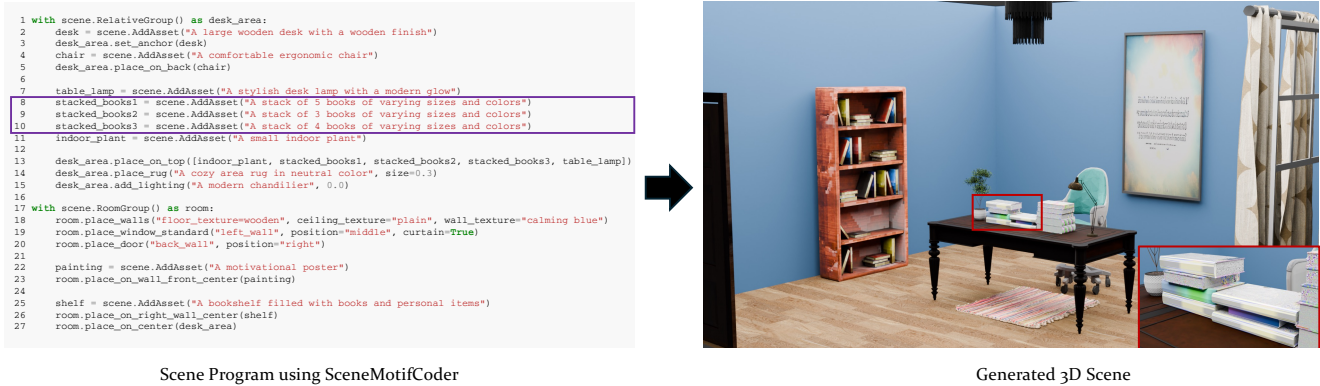 1 with scene.RelativeGroup() as desk_area:
2 desk = scene.AddAsset("A large wooden desk with a wooden finish")
3 desk_area.set_anchor(desk)
4 chair = scene.AddAsset("A comfortable ergonomic chair")
5 desk_area.place_on_back(chair)
6
7 table_lamp = scene.AddAsset("A stylish desk lamp with a modern glow")
8 stacked_books1 = scene.AddAsset("A stack of 5 books of varying sizes and colors")
9 stacked_books2 = scene.AddAsset("A stack of 3 books of varying sizes and colors")
10 stacked_books3 = scene.AddAsset("A stack of 4 books of varying sizes and colors")
11 indoor_plant = scene.AddAsset("A small indoor plant")
12
13 desk_area.place_on_top([indoor_plant, stacked_books1, stacked_books2, stacked_books3, table_lamp])
14 desk_area.place_rug("A cozy area rug in neutral color", size=0.3)
15 desk_area.add_lighting("A modern chandilier", 0.0)
16
17 with scene.RoomGroup() as room:
18 room.place_walls("floor_texture=wooden", ceiling_texture="plain", wall_texture="calming blue")
19 room.place_window_standard("left_wall", position="middle", curtain=True)
20 room.place_door("back_wall", position="right")
21
22 painting = scene.AddAsset("A motivational poster")
23 room.place_on_wall_front_center(painting)
24
25 shelf = scene.AddAsset("A bookshelf filled with books and personal items")
26 room.place_on_right_wall_center(shelf)
27 room.place_on_center(desk_area)
Scene Program using SceneMotifCoder
Generated 3D Scene